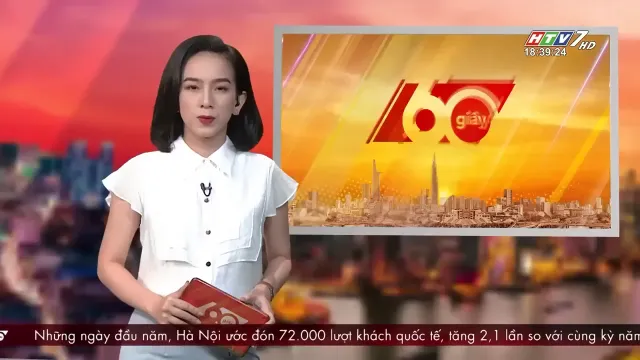 HTV7 HD
18:39:24
60
giây
60
Những ngày đầu năm, Hà Nội ước đón 72.000 lượt khách quốc tế, tăng 2,1 lần so với cùng kỳ năm